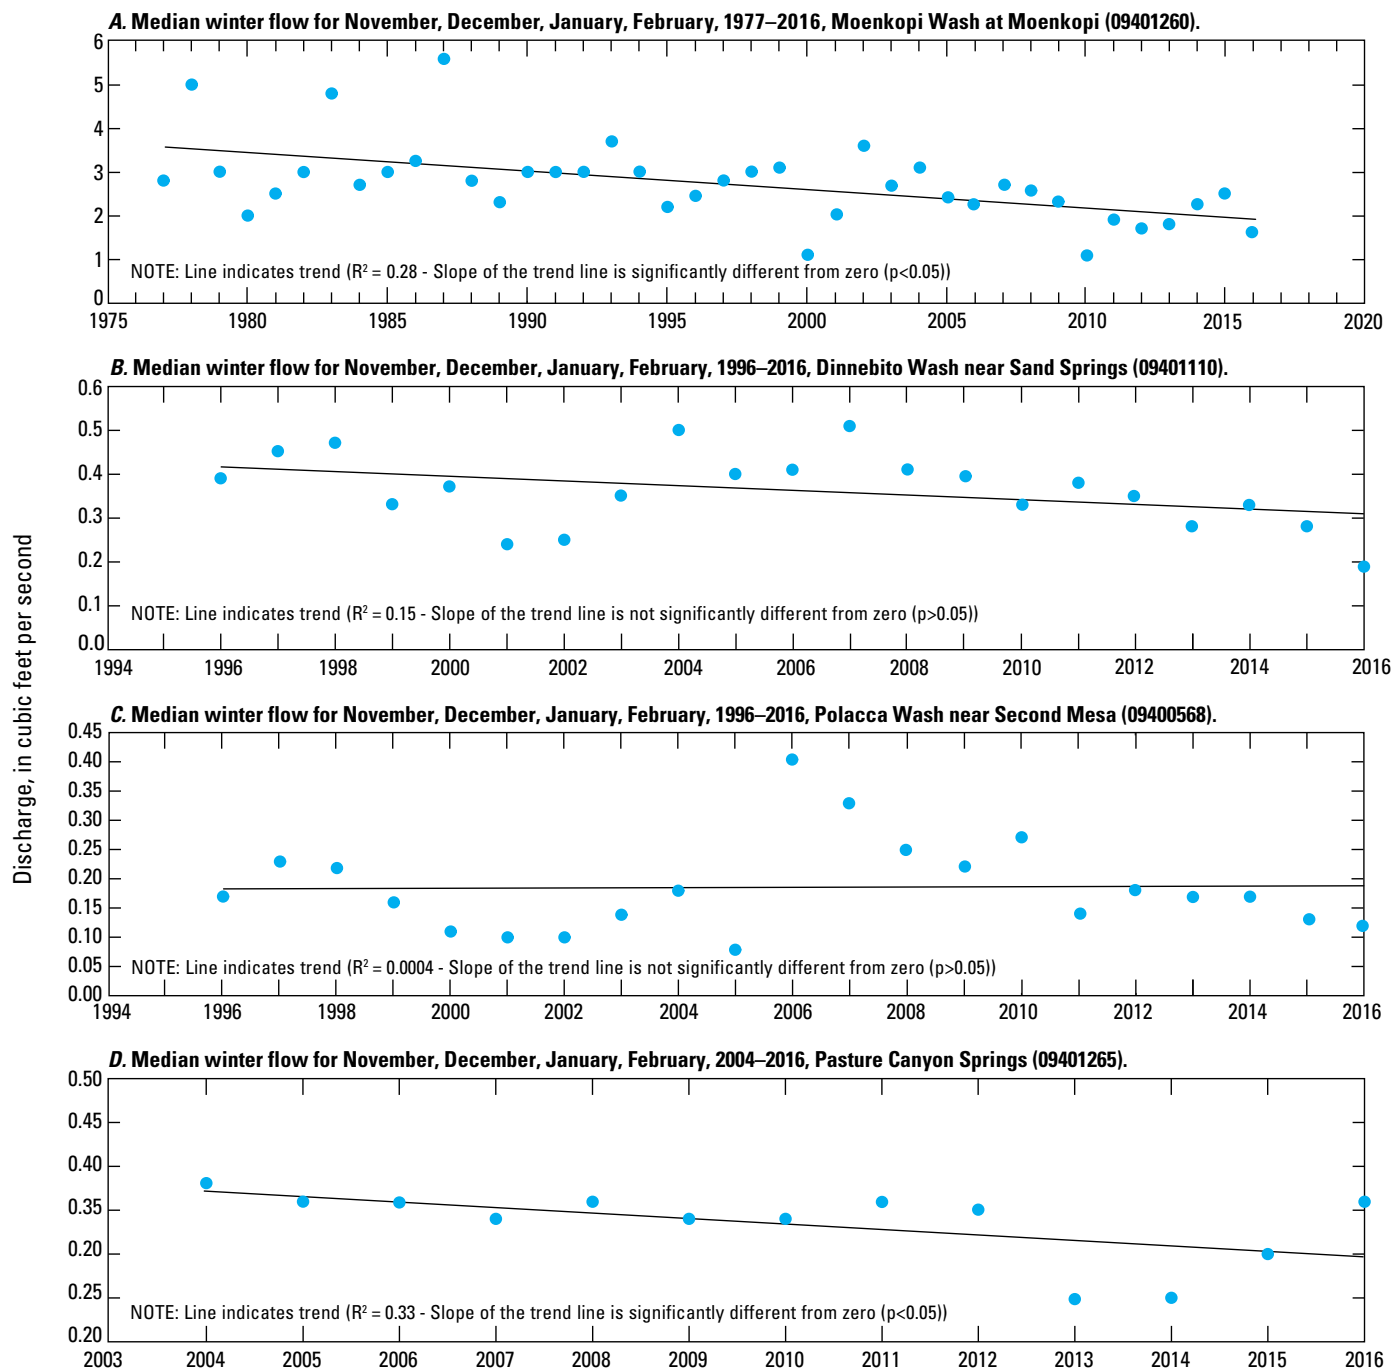 A. Median winter flow for November, December, January, February, 1977–2016, Moenkopi Wash at Moenkopi (09401260).
6
5
4
3
2
1
0
NOTE: Line indicates trend (R² = 0.28 - Slope of the trend line is significantly different from zero (p<0.05))
1975 1980 1985 1990 1995 2000 2005 2010 2015 2020
B. Median winter flow for November, December, January, February, 1996–2016, Dinnebito Wash near Sand Springs (09401110).
0.6
0.5
0.4
0.3
0.2
0.1
0.0
NOTE: Line indicates trend (R² = 0.15 - Slope of the trend line is not significantly different from zero (p>0.05))
1994 1996 1998 2000 2002 2004 2006 2008 2010 2012 2014 2016
Discharge, in cubic feet per second
C. Median winter flow for November, December, January, February, 1996–2016, Polacca Wash near Second Mesa (09400568).
0.45
0.40
0.35
0.30
0.25
0.20
0.15
0.10
0.05
0.00
NOTE: Line indicates trend (R² = 0.0004 - Slope of the trend line is not significantly different from zero (p>0.05))
1994 1996 1998 2000 2002 2004 2006 2008 2010 2012 2014 2016
D. Median winter flow for November, December, January, February, 2004–2016, Pasture Canyon Springs (09401265).
0.50
0.45
0.40
0.35
0.20
0.25
0.20
NOTE: Line indicates trend (R² = 0.33 - Slope of the trend line is significantly different from zero (p<0.05))
2003 2004 2005 2006 2007 2008 2009 2010 2011 2012 2013 2014 2015 2016